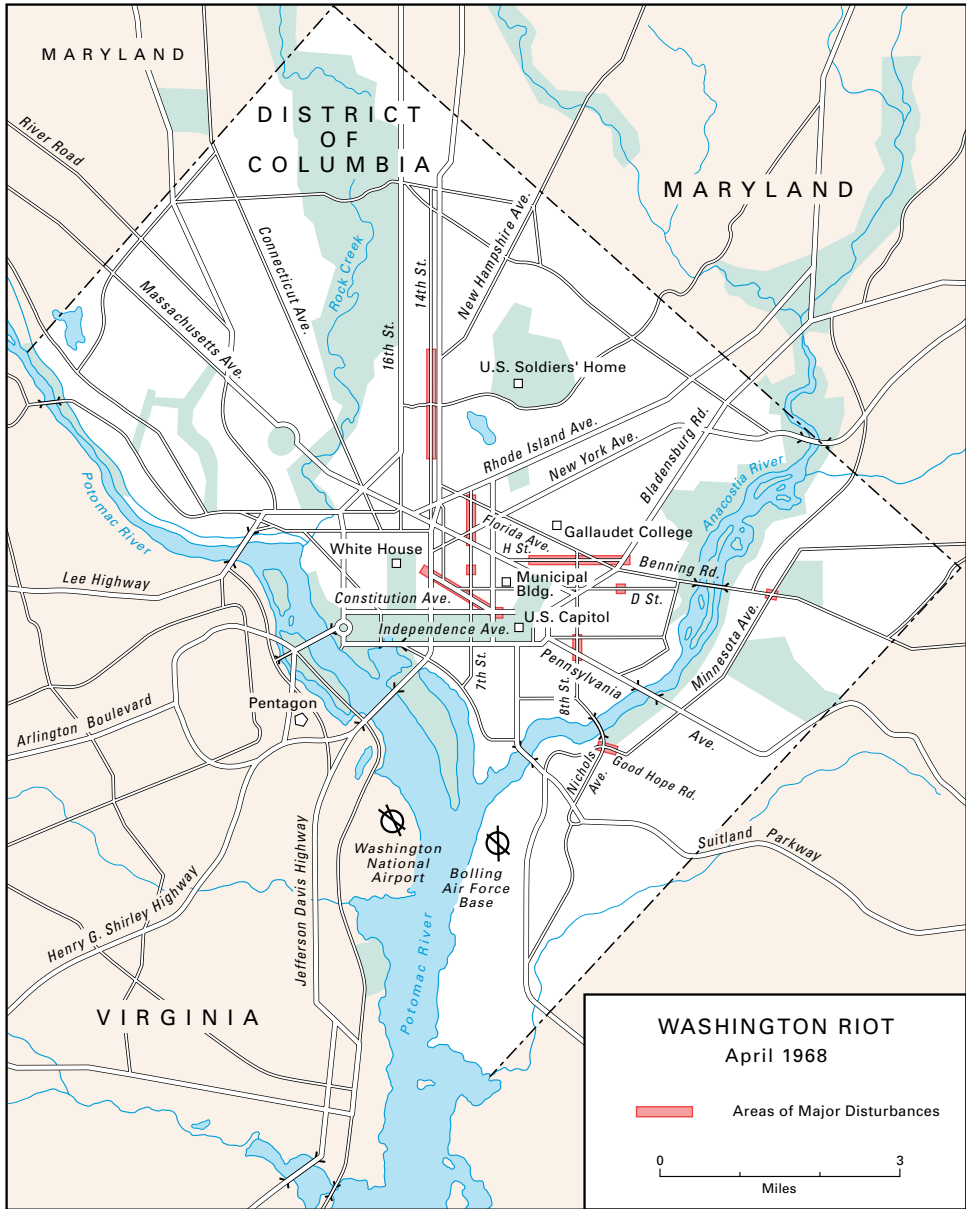 MARYLAND
DISTRICT
OF
COLUMBIA
MARYLAND
River Road
Massachusetts Ave.
Connecticut Ave.
Rock Creek
16th St.
14th St.
New Hampshire Ave.
U.S. Soldiers' Home
Rhode Island Ave.
New York Ave.
Bladensburg Rd.
Anacostia River
Potomac River
Lee Highway
White House
Florida Ave.
H St.
Gallaudet College
Municipal
Bldg.
Benning Rd.
D St.
Constitution Ave.
Independence Ave.
U.S. Capitol
Minnesota Ave.
7th St.
8th St.
Pennsylvania
Ave.
Pentagon
Arlington Boulevard
Nichols
Ave.
Good Hope Rd.
Washington
National
Airport
Bolling
Air Force
Base
Suitland Parkway
Henry G. Shirley Highway
Jefferson Davis Highway
Potomac River
VIRGINIA
WASHINGTON RIOT
April 1968
Areas of Major Disturbances
0 3
Miles